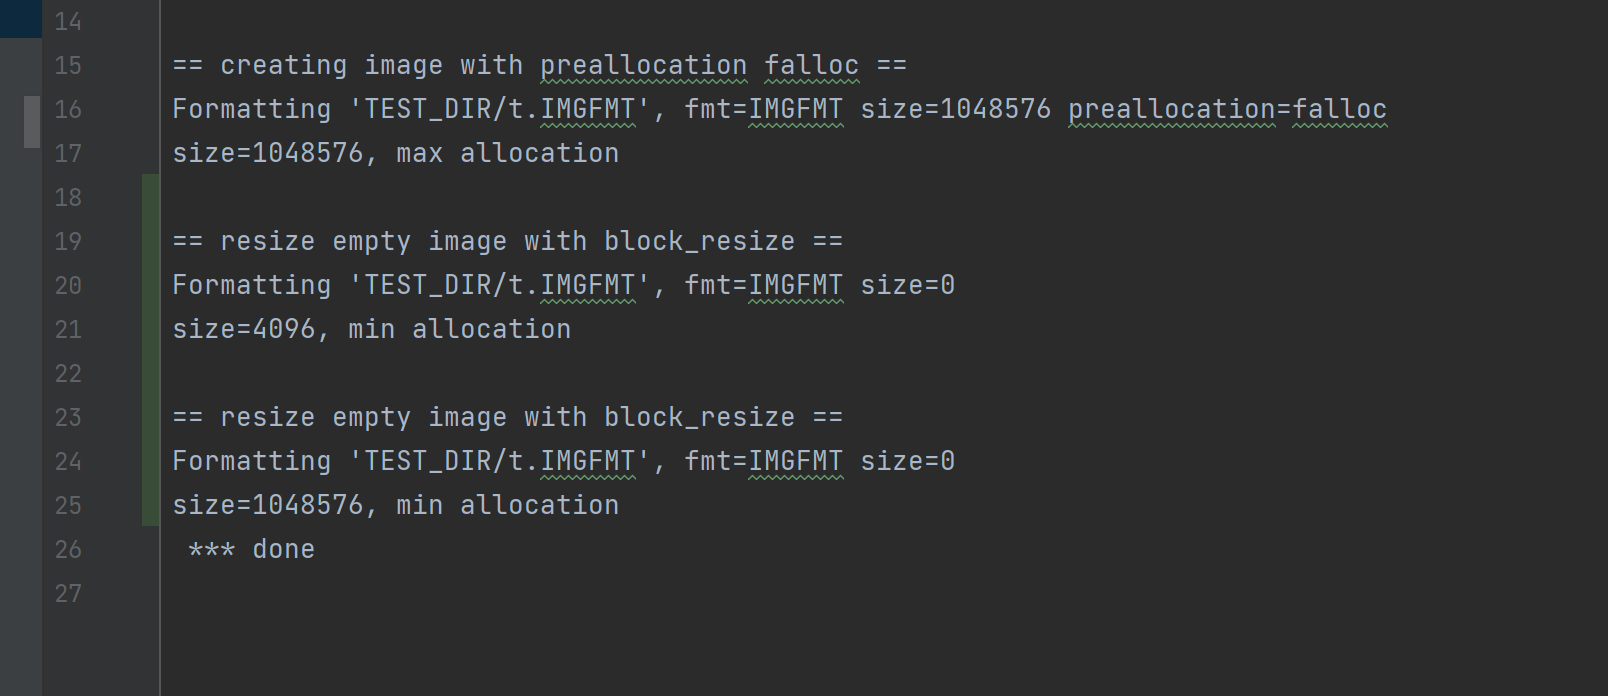 14
15 == creating image with preallocation falloc ==
16 Formatting 'TEST_DIR/t.IMGFMT', fmt=IMGFMT size=1048576 preallocation=falloc
17 size=1048576, max allocation
18
19 == resize empty image with block_resize ==
20 Formatting 'TEST_DIR/t.IMGFMT', fmt=IMGFMT size=0
21 size=4096, min allocation
22
23 == resize empty image with block_resize ==
24 Formatting 'TEST_DIR/t.IMGFMT', fmt=IMGFMT size=0
25 size=1048576, min allocation
26  *** done
27